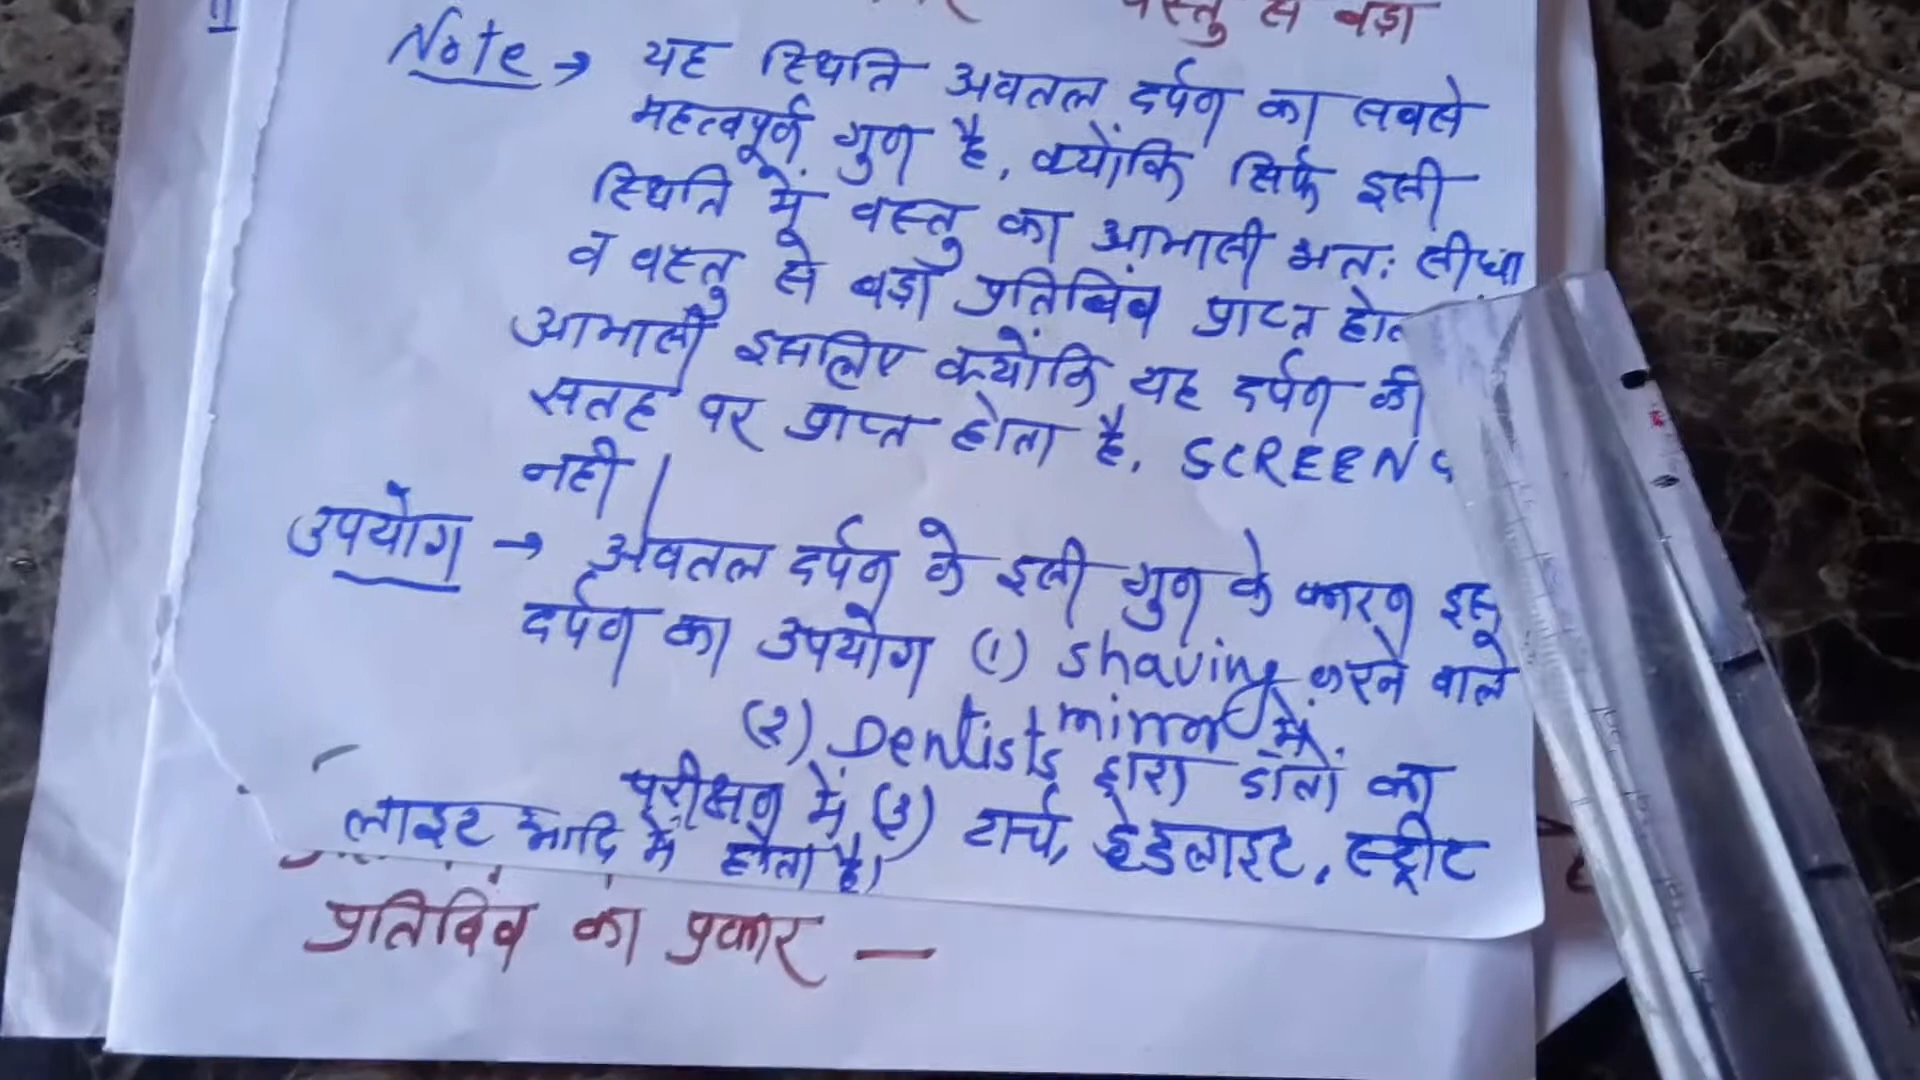 वस्तु से बड़ा
Note → यह स्थिति अवतल दर्पण का सबसे
महत्वपूर्ण गुण है, क्योंकि सिर्फ इसी
स्थिति में वस्तु का आभासी अतः सीधा
व वस्तु से बड़ा प्रतिबिंब प्राप्त होत
आभासी इसलिए क्योंकि यह दर्पण की
सतह पर प्राप्त होता है, SCREEN
नही |
उपयोग → अवतल दर्पण के इसी गुण के कारण इस
दर्पण का उपयोग (1) shaving करने वाले
mirror में,
(2) Dentists द्वारा दांतों का
परीक्षण में (3) टार्च, हेडलाइट, स्ट्रीट
लाइट आदि में होता है।
प्रतिबिंब का प्रकार —